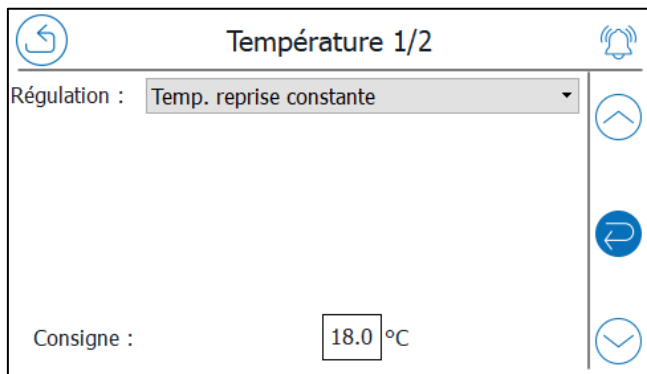 Température 1/2
Régulation : Temp. reprise constante
Consigne : 18.0 °C